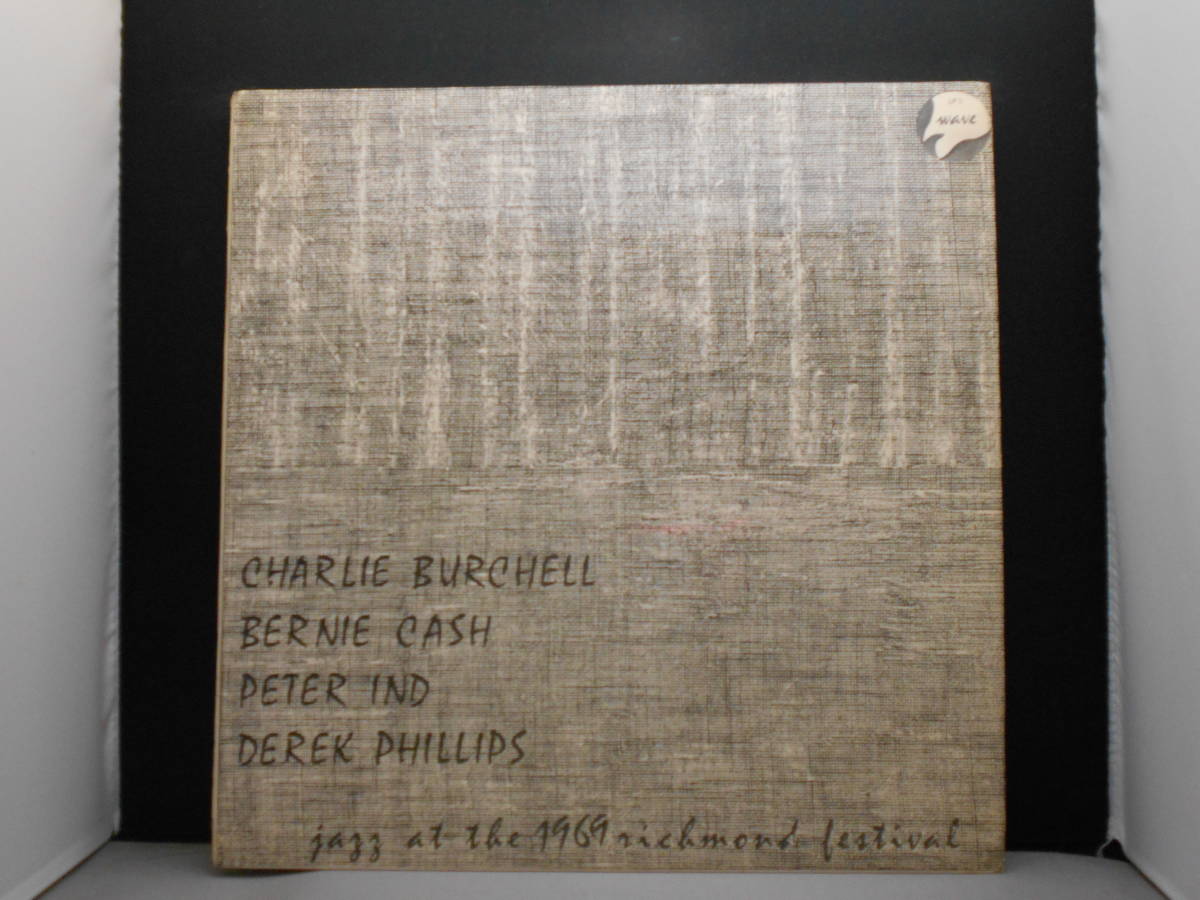 wave
CHARLIE BURCHELL
BERNIE CASH
PETER IND
DEREK PHILLIPS
jazz at the 1969 richmond festival